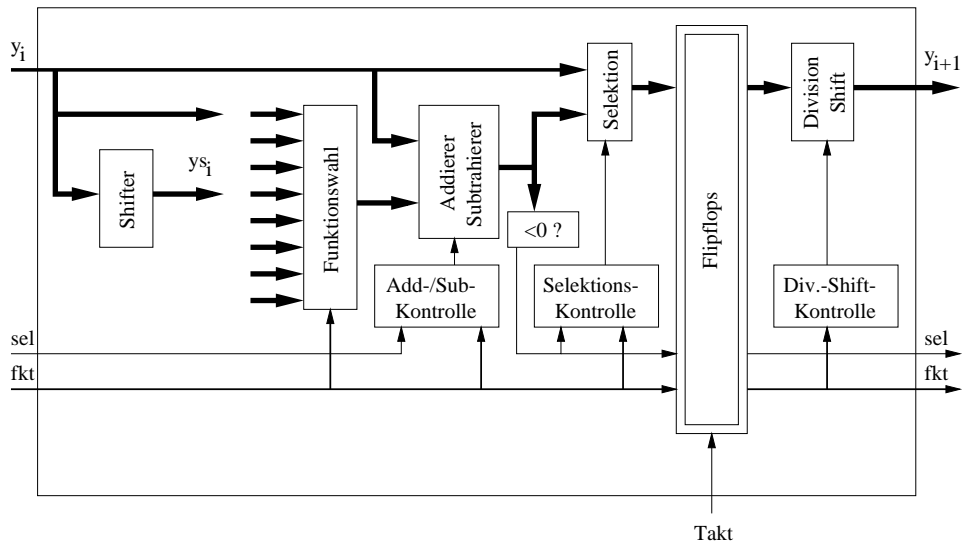 y_i
y_{i+1}
Shifter
ys_i
Funktionswahl
Addierer
Subtrahierer
Selektion
<0 ?
Flipflops
Division
Shift
Add-/Sub-
Kontrolle
Selektions-
Kontrolle
Div.-Shift-
Kontrolle
sel
sel
fkt
fkt
Takt